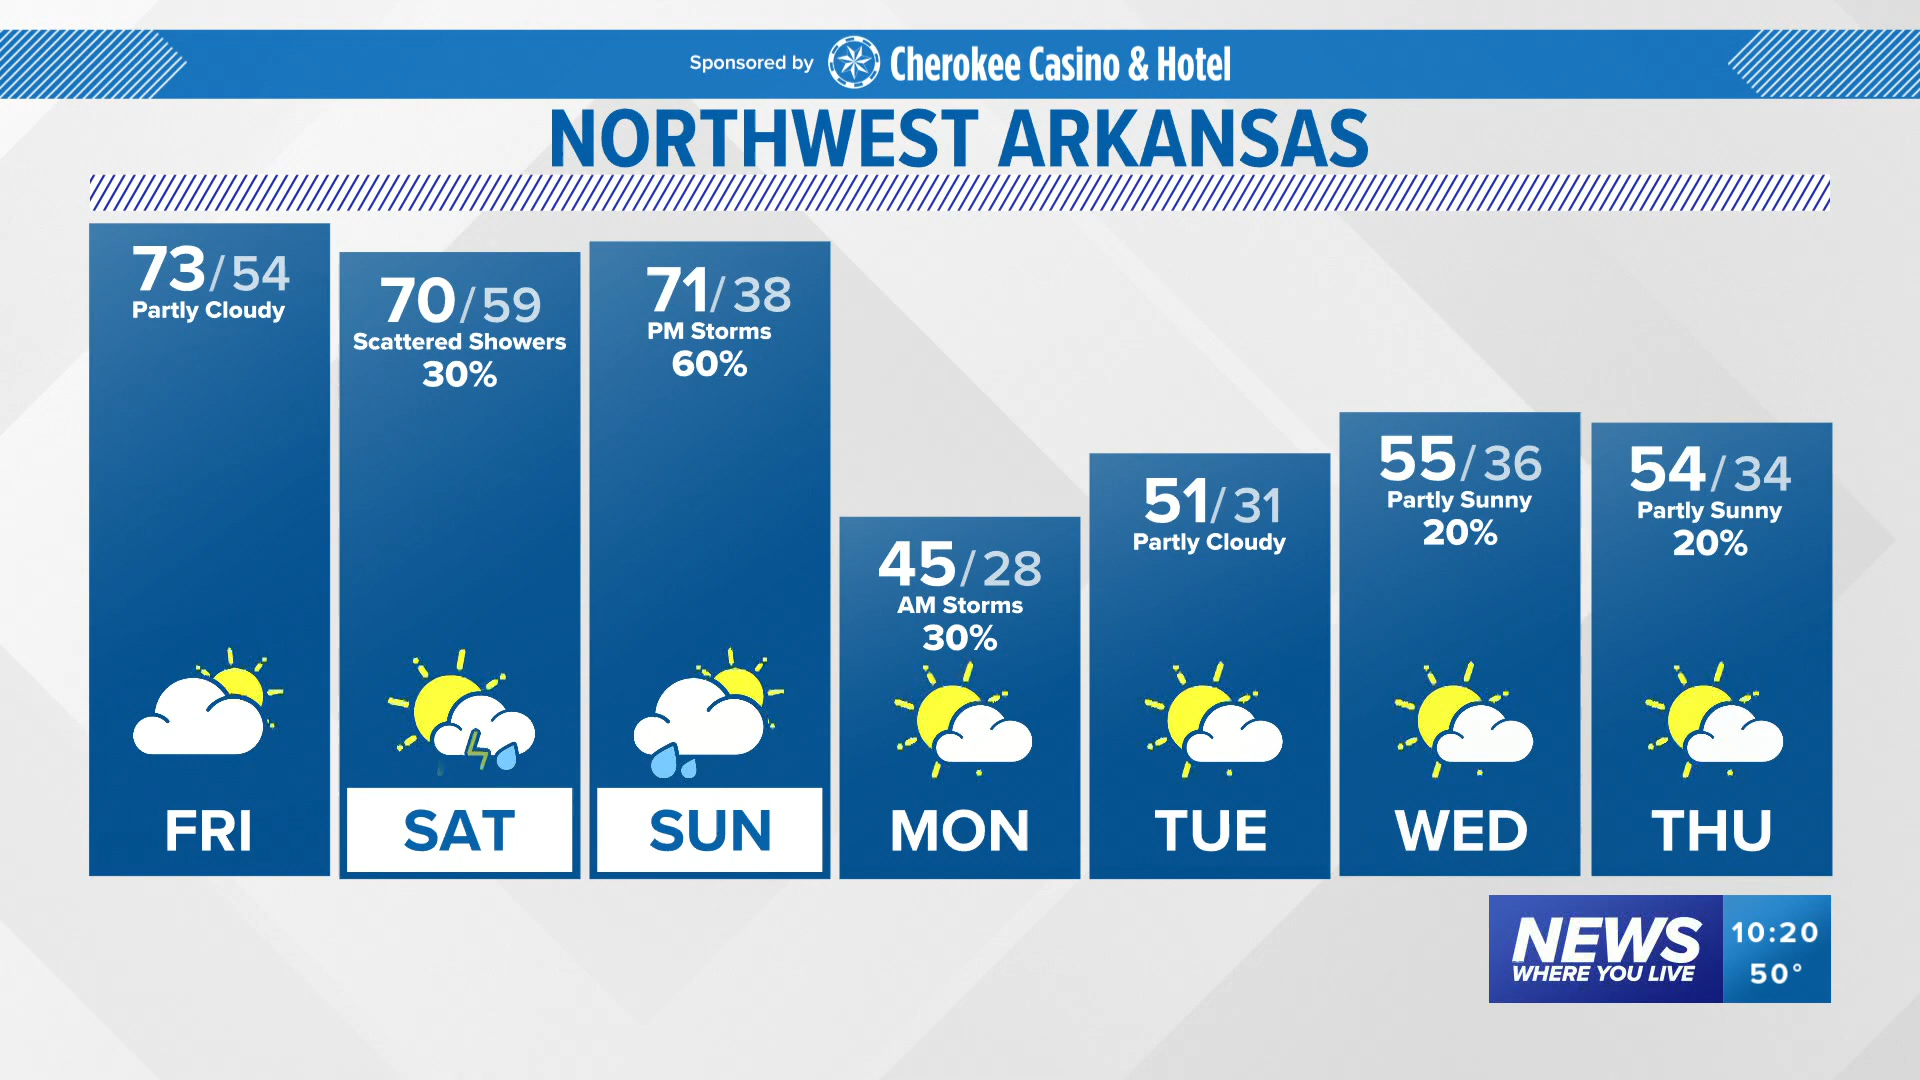 Sponsored by Cherokee Casino & Hotel
NORTHWEST ARKANSAS
73/54
Partly Cloudy
FRI
70/59
Scattered Showers
30%
SAT
71/38
PM Storms
60%
SUN
45/28
AM Storms
30%
MON
51/31
Partly Cloudy
TUE
55/36
Partly Sunny
20%
WED
54/34
Partly Sunny
20%
THU
NEWS
WHERE YOU LIVE
10:20
50°